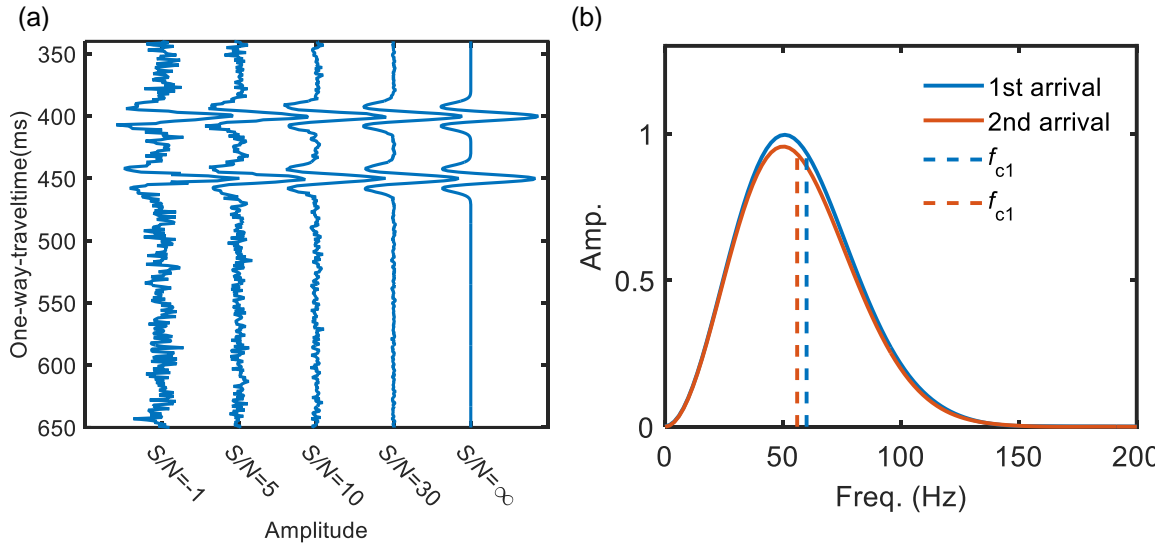 (a)
350
400
450
500
550
600
650
One-way-traveltime(ms)
S/N=-1
S/N=5
S/N=10
S/N=30
S/N=∞
Amplitude
(b)
1
0.5
0
Amp.
1st arrival
2nd arrival
fc1
fc1
0
50
100
150
200
Freq. (Hz)